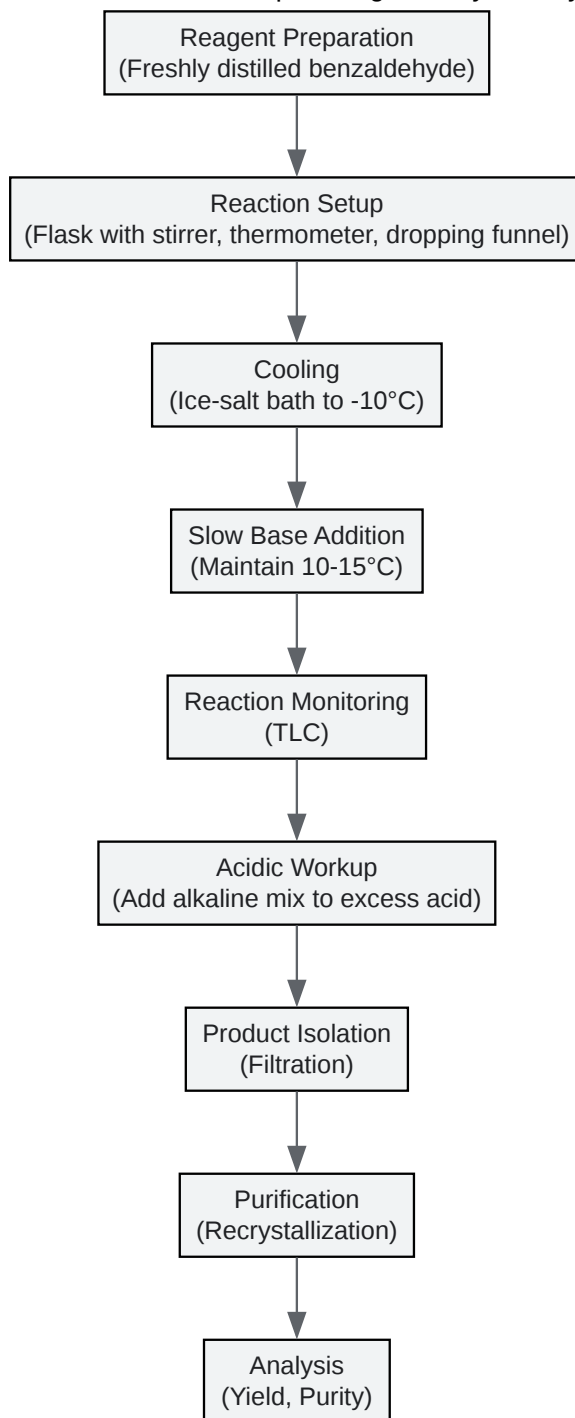 Reagent Preparation
(Freshly distilled benzaldehyde)
Reaction Setup
(Flask with stirrer, thermometer, dropping funnel)
Cooling
(Ice-salt bath to -10°C)
Slow Base Addition
(Maintain 10-15°C)
Reaction Monitoring
(TLC)
Acidic Workup
(Add alkaline mix to excess acid)
Product Isolation
(Filtration)
Purification
(Recrystallization)
Analysis
(Yield, Purity)